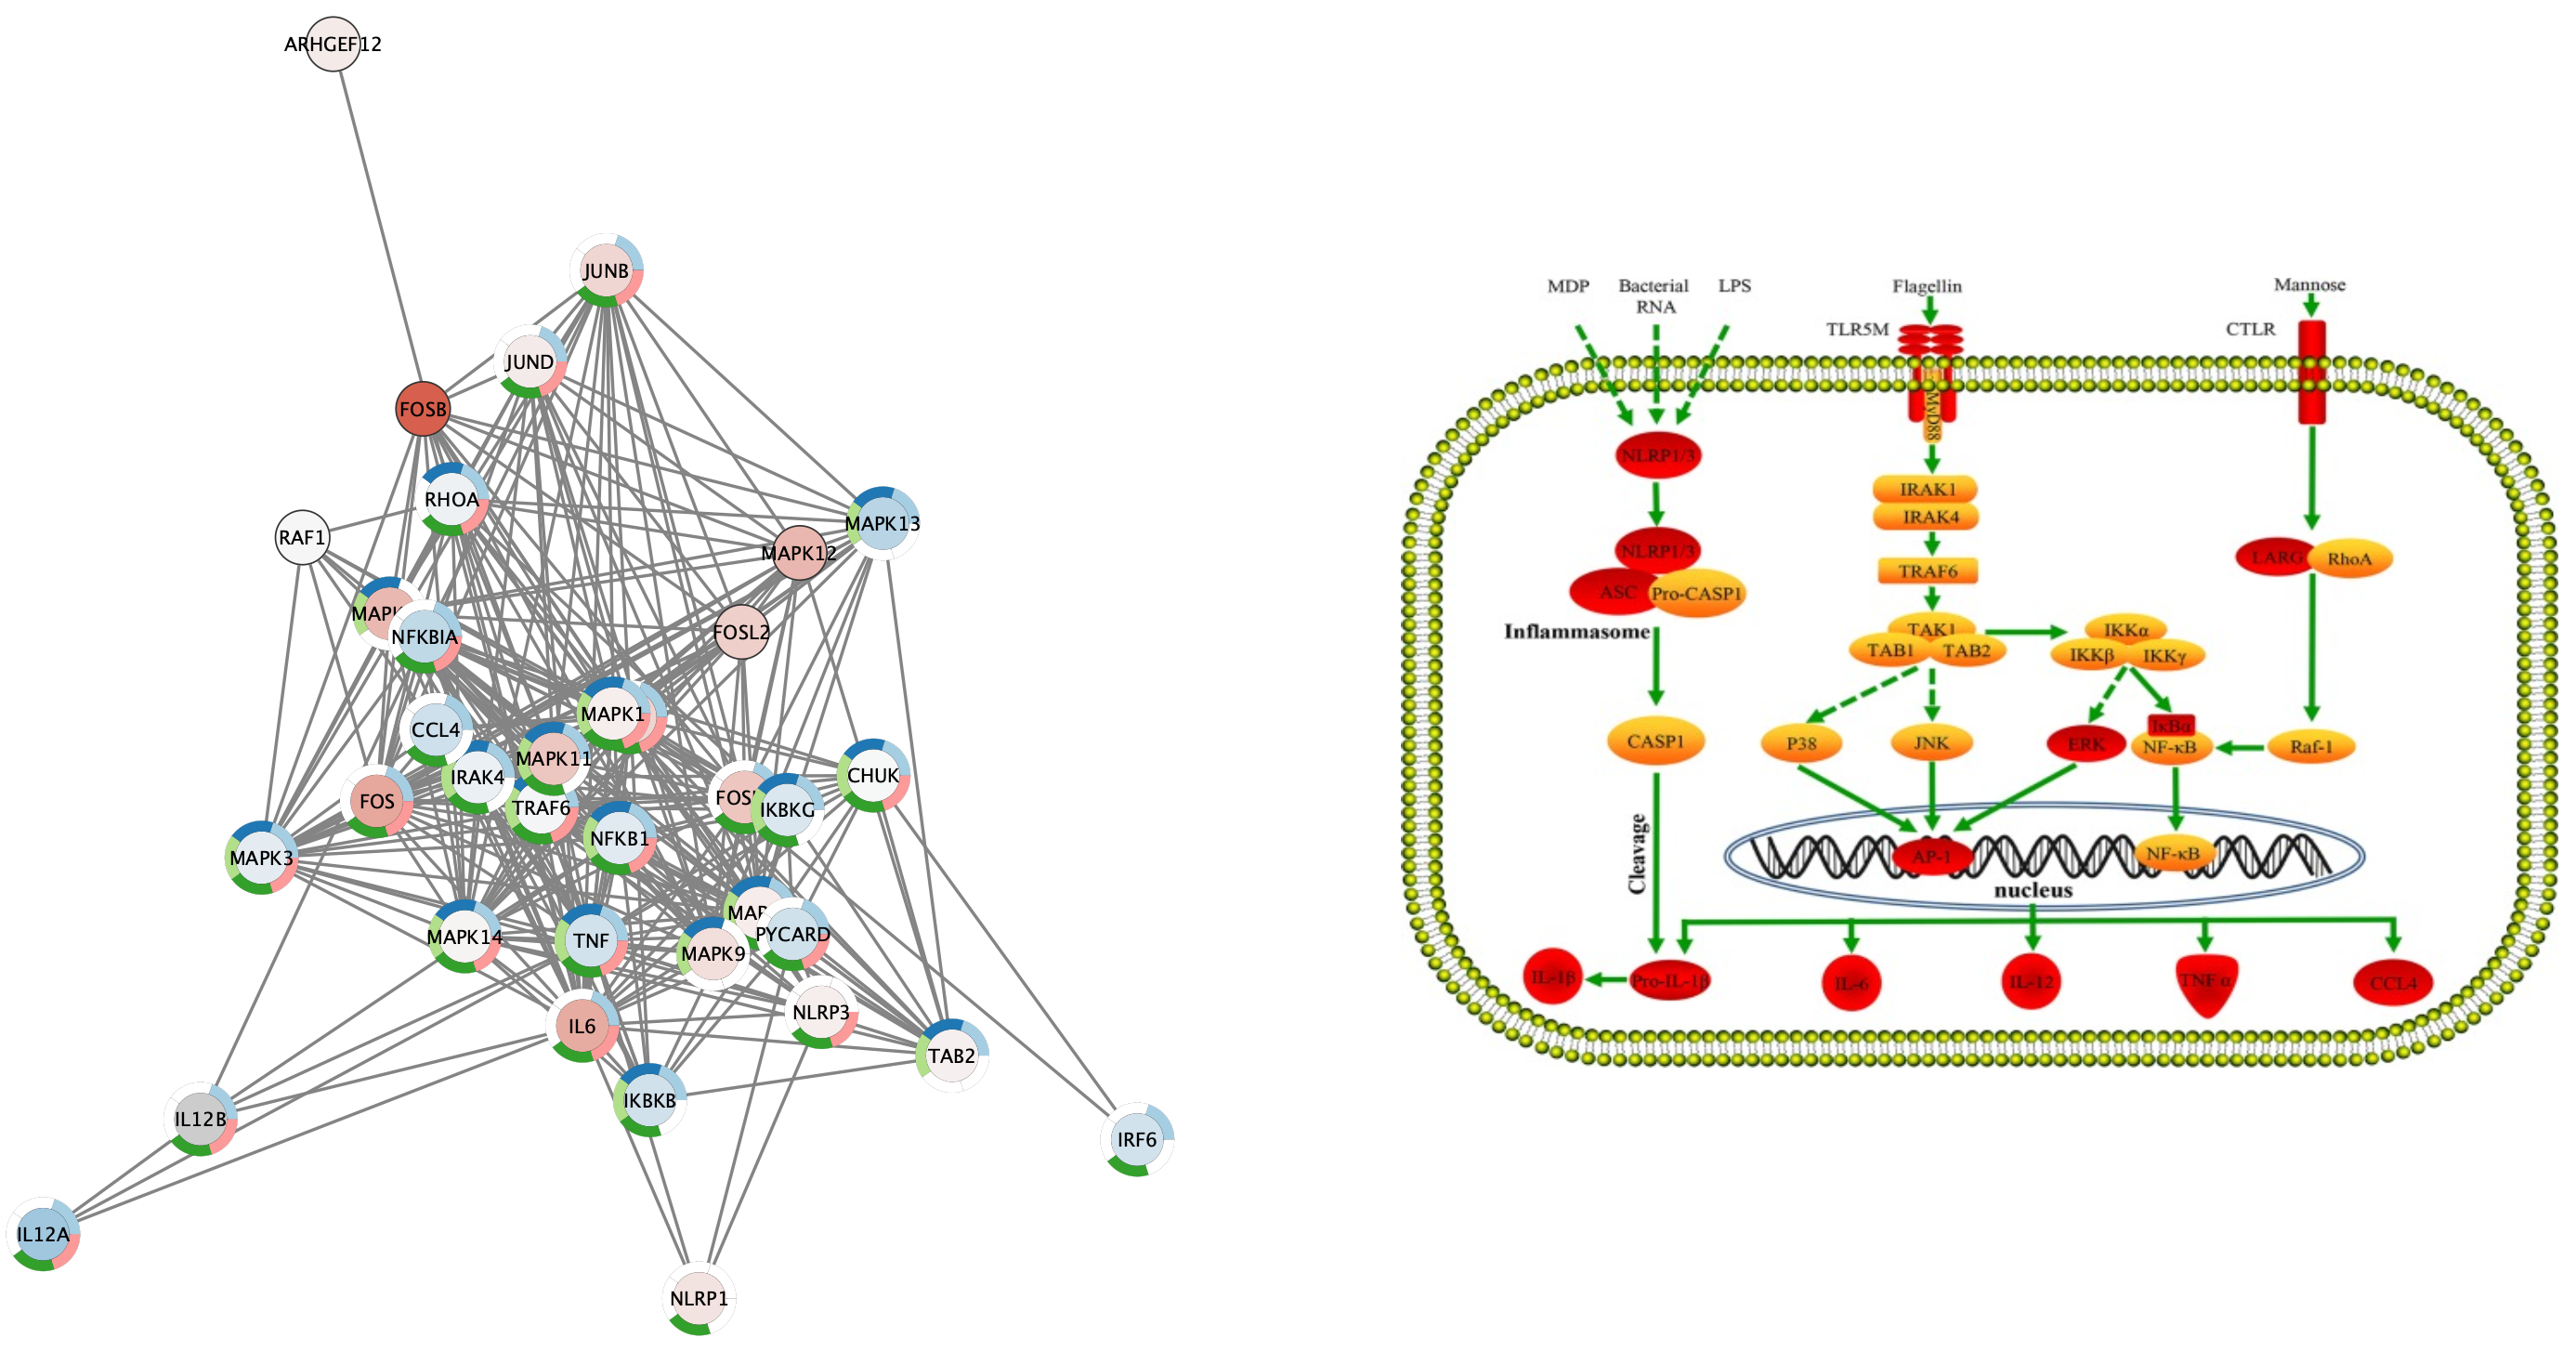 ARHGEF12
JUNB
JUND
FOSB
RHOA
RAF1
MAPK13
MAPK12
MAPK
NFKBIA
FOSL2
MAPK1
CCL4
MAPK11
IRAK4
CHUK
FOS
TRAF6
FOS
IKBKG
NFKB1
MAPK3
PYCARD
MAPK14
TNF
MAPK9
NLRP3
IL6
TAB2
IKBKB
IL12B
IRF6
IL12A
NLRP1
MDP
Bacterial
RNA
LPS
Flagellin
Mannose
TLR5M
CTLR
MyD88
NLRP1/3
IRAK1
IRAK4
NLRP1/3
ASC
Pro-CASP1
TRAF6
LARG
RhoA
Inflammasome
TAK1
TAB1
TAB2
IKKα
IKKβ
IKKγ
CASP1
P38
JNK
ERK
IκBα
NF-κB
Raf-1
Cleavage
AP-1
NF-κB
nucleus
IL-1β
Pro-IL-1β
IL-6
IL-12
TNF α
CCL4